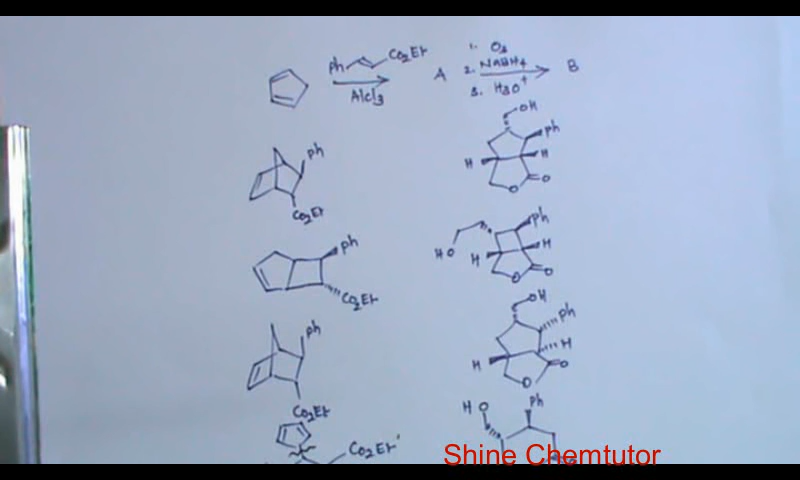 Ph CO₂Et 1. O₃
A 2. NaBH₄ B
AlCl₃ 3. H₃O⁺
OH
Ph ph
H H
O O
CO₂Et
Ph Ph
HO H H
O O
CO₂Et
OH
Ph Ph
H
H O
O
CO₂Et Ph
HO
CO₂Et
Shine Chemtutor